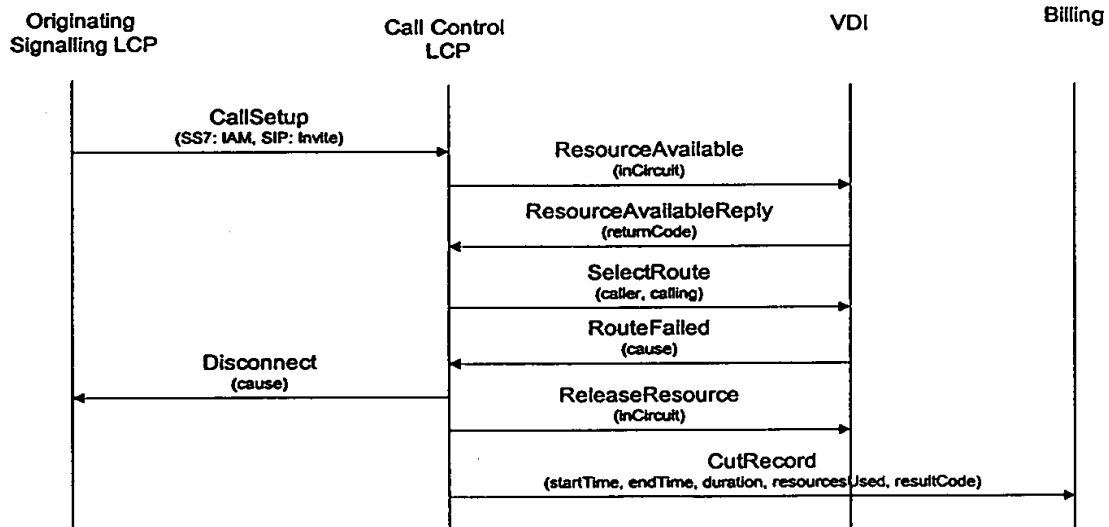 Originating
Signalling LCP
Call Control
LCP
VDI
Billing
CallSetup
(SS7: IAM, SIP: Invite)
ResourceAvailable
(inCircuit)
ResourceAvailableReply
(returnCode)
SelectRoute
(caller, calling)
RouteFailed
(cause)
Disconnect
(cause)
ReleaseResource
(inCircuit)
CutRecord
(startTime, endTime, duration, resourcesUsed, resultCode)